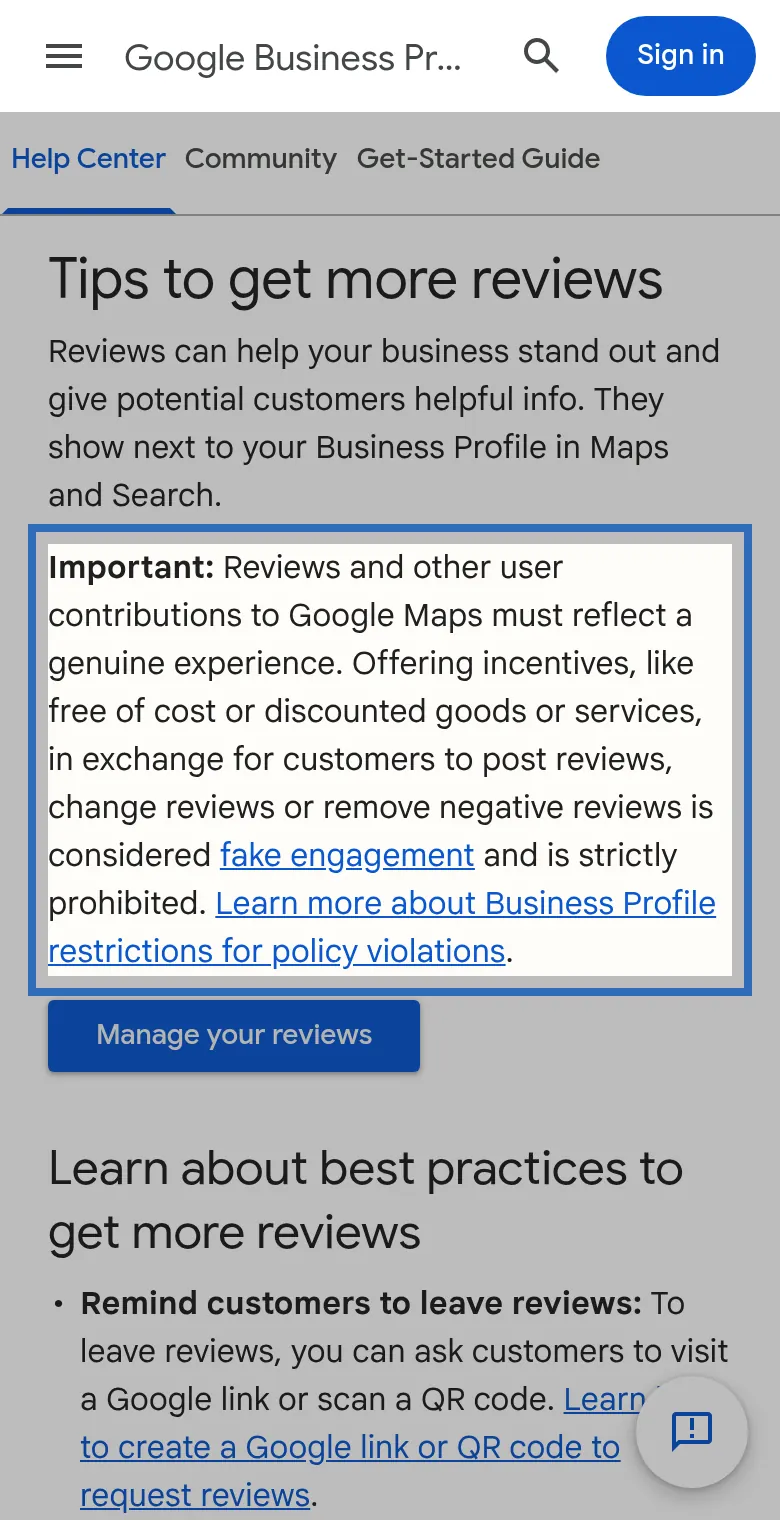 Google Business Pr...
Sign in
Help Center
Community
Get-Started Guide
Tips to get more reviews
Reviews can help your business stand out and
give potential customers helpful info. They
show next to your Business Profile in Maps
and Search.
Important: Reviews and other user
contributions to Google Maps must reflect a
genuine experience. Offering incentives, like
free of cost or discounted goods or services,
in exchange for customers to post reviews,
change reviews or remove negative reviews is
considered fake engagement and is strictly
prohibited. Learn more about Business Profile
restrictions for policy violations.
Manage your reviews
Learn about best practices to
get more reviews
• Remind customers to leave reviews: To
leave reviews, you can ask customers to visit
a Google link or scan a QR code. Learn
to create a Google link or QR code to
request reviews.